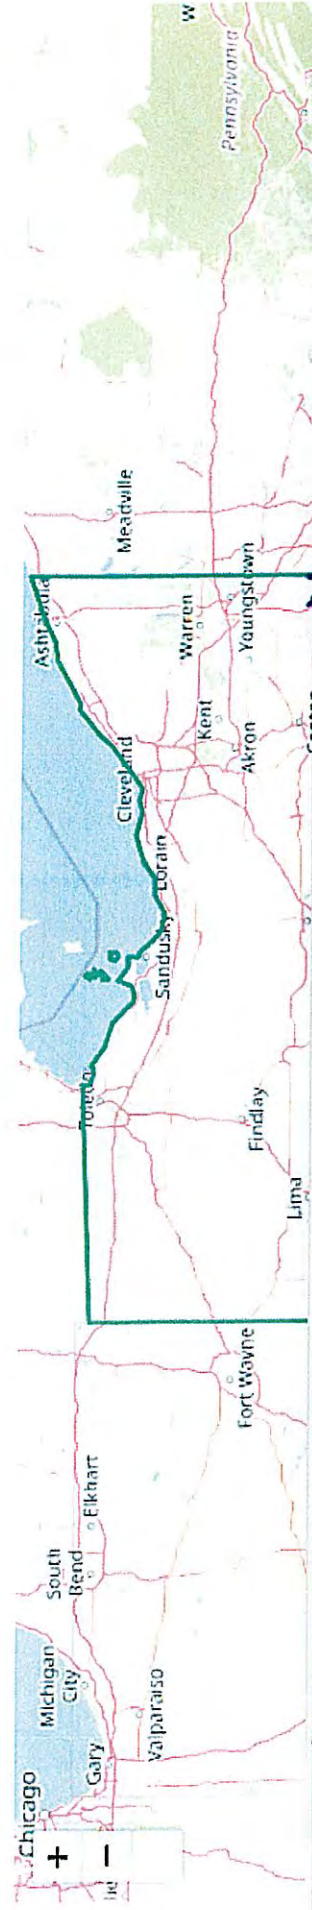 Chicago
+
−
Gary
Michigan
City
Valparaiso
South
Bend
Elkhart
Fort Wayne
Lima
Findlay
Toledo
Sandusky
Lorain
Cleveland
Akron
Kent
Warren
Youngstown
Ashtabula
Meadville
Pennsylvania
W